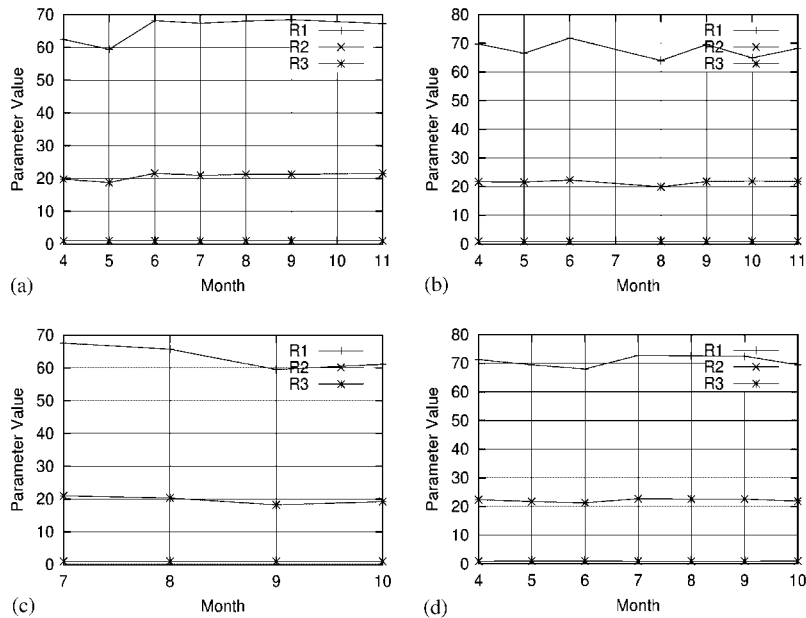 70
60
50
40
30
20
10
0
Parameter Value
R1
R2
R3
4 5 6 7 8 9 10 11
Month
(a)
80
70
60
50
40
30
20
10
0
Parameter Value
R1
R2
R3
4 5 6 7 8 9 10 11
Month
(b)
70
60
50
40
30
20
10
0
Parameter Value
R1
R2
R3
7 8 9 10
Month
(c)
80
70
60
50
40
30
20
10
0
Parameter Value
R1
R2
R3
4 5 6 7 8 9 10
Month
(d)